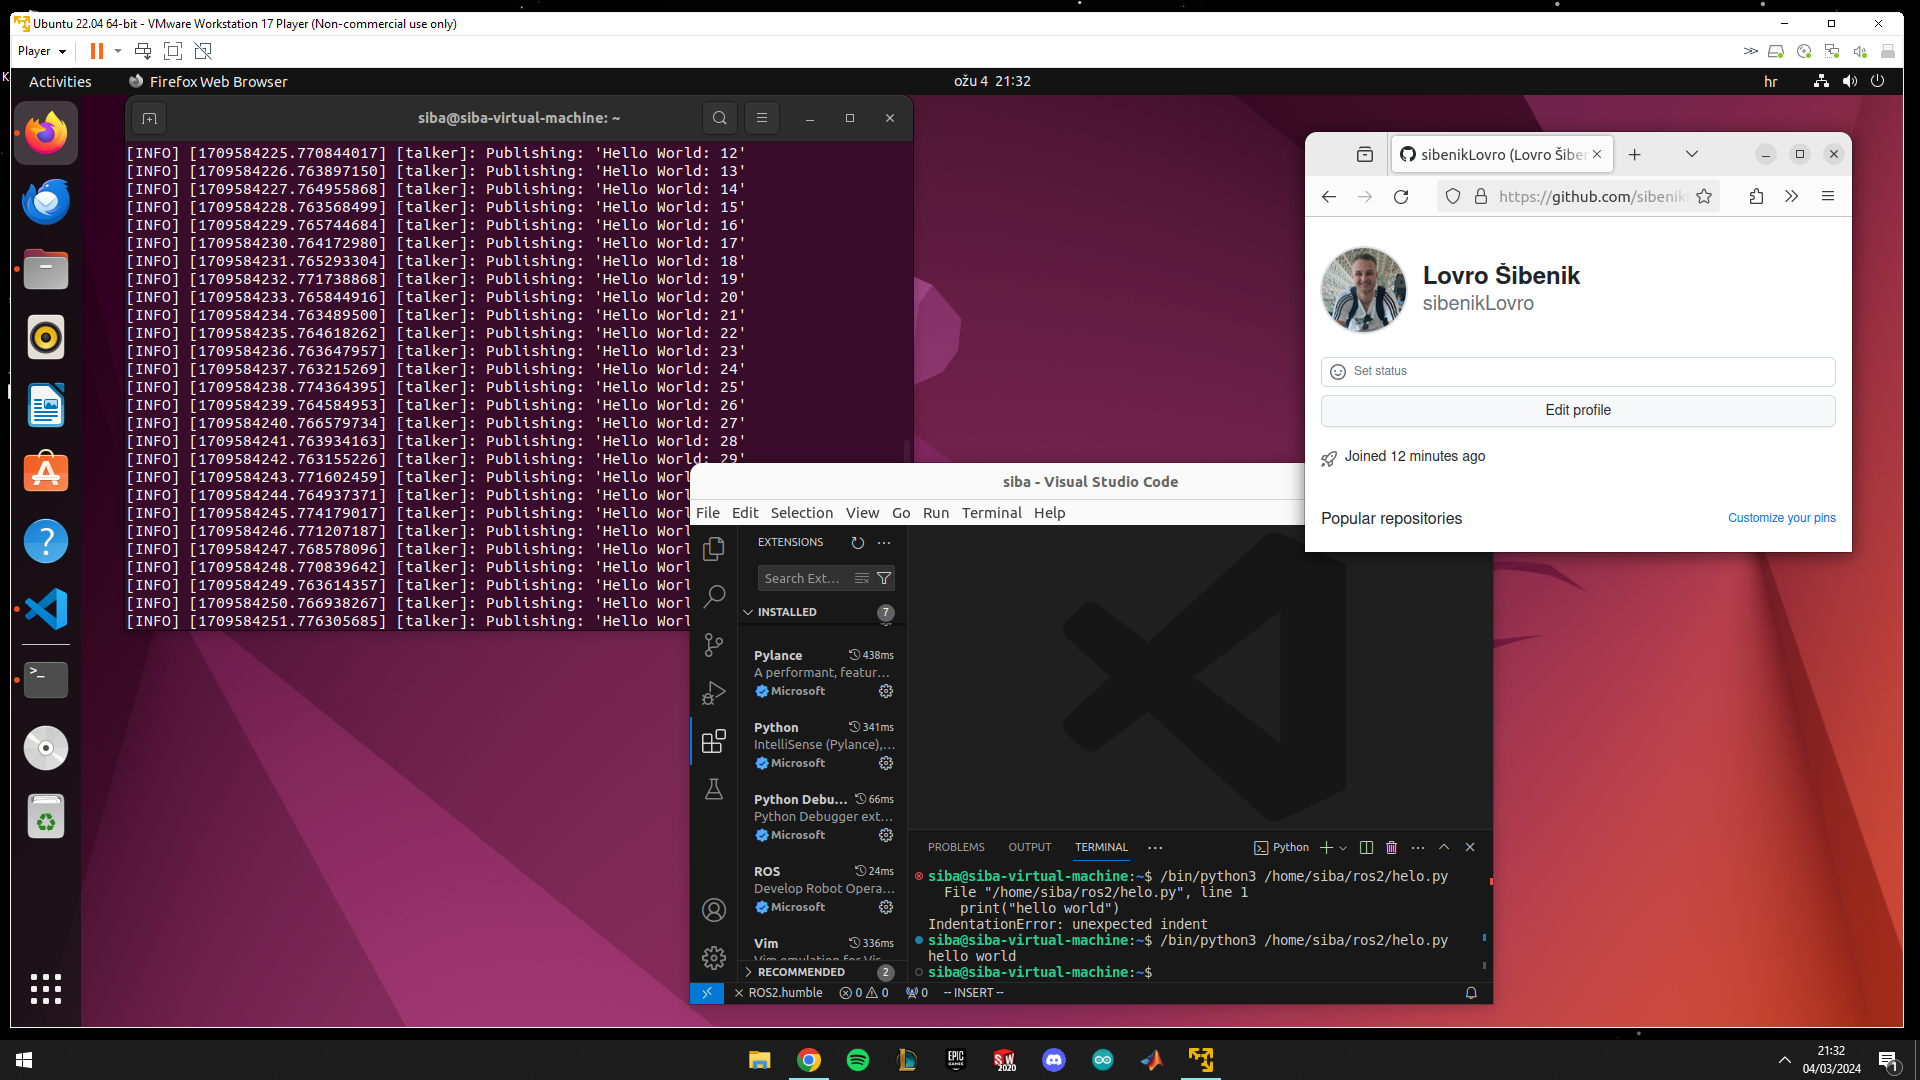 Ubuntu 22.04 64-bit - VMware Workstation 17 Player (Non-commercial use only)
Player
Activities
Firefox Web Browser
ožu 4 21:32
hr
siba@siba-virtual-machine: ~
[INFO] [1709584225.770844017] [talker]: Publishing: 'Hello World: 12'
[INFO] [1709584226.763897150] [talker]: Publishing: 'Hello World: 13'
[INFO] [1709584227.764955868] [talker]: Publishing: 'Hello World: 14'
[INFO] [1709584228.763568499] [talker]: Publishing: 'Hello World: 15'
[INFO] [1709584229.765744684] [talker]: Publishing: 'Hello World: 16'
[INFO] [1709584230.764172980] [talker]: Publishing: 'Hello World: 17'
[INFO] [1709584231.765293304] [talker]: Publishing: 'Hello World: 18'
[INFO] [1709584232.771738868] [talker]: Publishing: 'Hello World: 19'
[INFO] [1709584233.765844916] [talker]: Publishing: 'Hello World: 20'
[INFO] [1709584234.763489500] [talker]: Publishing: 'Hello World: 21'
[INFO] [1709584235.764618262] [talker]: Publishing: 'Hello World: 22'
[INFO] [1709584236.763647957] [talker]: Publishing: 'Hello World: 23'
[INFO] [1709584237.763215269] [talker]: Publishing: 'Hello World: 24'
[INFO] [1709584238.774364395] [talker]: Publishing: 'Hello World: 25'
[INFO] [1709584239.764584953] [talker]: Publishing: 'Hello World: 26'
[INFO] [1709584240.766579734] [talker]: Publishing: 'Hello World: 27'
[INFO] [1709584241.763934163] [talker]: Publishing: 'Hello World: 28'
[INFO] [1709584242.763155226] [talker]: Publishing: 'Hello World: 29'
[INFO] [1709584243.771602459] [talker]: Publishing: 'Hello Worl
[INFO] [1709584244.764937371] [talker]: Publishing: 'Hello Worl
[INFO] [1709584245.774179017] [talker]: Publishing: 'Hello Worl
[INFO] [1709584246.771207187] [talker]: Publishing: 'Hello Worl
[INFO] [1709584247.768578096] [talker]: Publishing: 'Hello Worl
[INFO] [1709584248.770839642] [talker]: Publishing: 'Hello Worl
[INFO] [1709584249.763614357] [talker]: Publishing: 'Hello Worl
[INFO] [1709584250.766938267] [talker]: Publishing: 'Hello Worl
[INFO] [1709584251.776305685] [talker]: Publishing: 'Hello Worl
sibenikLovro (Lovro Šiber
https://github.com/sibenik
Lovro Šibenik
sibenikLovro
Set status
Edit profile
Joined 12 minutes ago
Popular repositories
Customize your pins
siba - Visual Studio Code
File Edit Selection View Go Run Terminal Help
EXTENSIONS
Search Ext...
INSTALLED 7
Pylance 438ms
A performant, featur...
Microsoft
Python 341ms
IntelliSense (Pylance),...
Microsoft
Python Debu... 66ms
Python Debugger ext...
Microsoft
ROS 24ms
Develop Robot Opera...
Microsoft
Vim 336ms
Vim emulation for Vis
RECOMMENDED 2
PROBLEMS OUTPUT TERMINAL
Python
siba@siba-virtual-machine:~$ /bin/python3 /home/siba/ros2/helo.py
File "/home/siba/ros2/helo.py", line 1
print("hello world")
IndentationError: unexpected indent
siba@siba-virtual-machine:~$ /bin/python3 /home/siba/ros2/helo.py
hello world
siba@siba-virtual-machine:~$
ROS2.humble 0 0 0 -- INSERT --
EPIC GAMES
SW 2020
21:32
04/03/2024
1